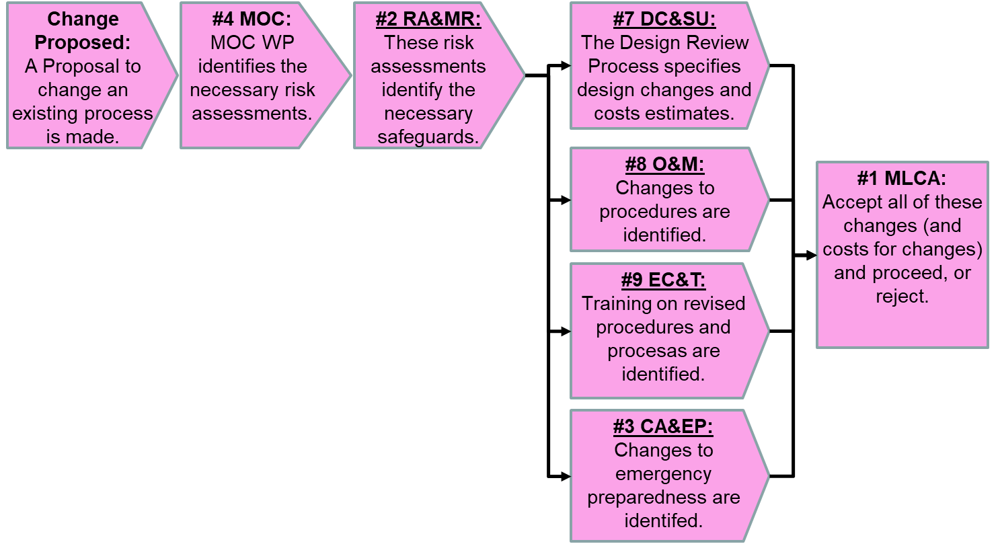 Change
Proposed:
A Proposal to
change an
existing process
is made.
#4 MOC:
MOC WP
identifies the
necessary risk
assessments.
#2 RA&MR:
These risk
assessments
identify the
necessary
safeguards.
#7 DC&SU:
The Design Review
Process specifies
design changes and
costs estimates.
#8 O&M:
Changes to
procedures are
identified.
#9 EC&T:
Training on revised
procedures and
procesas are
identified.
#3 CA&EP:
Changes to
emergency
preparedness are
identifed.
#1 MLCA:
Accept all of these
changes (and
costs for changes)
and proceed, or
reject.